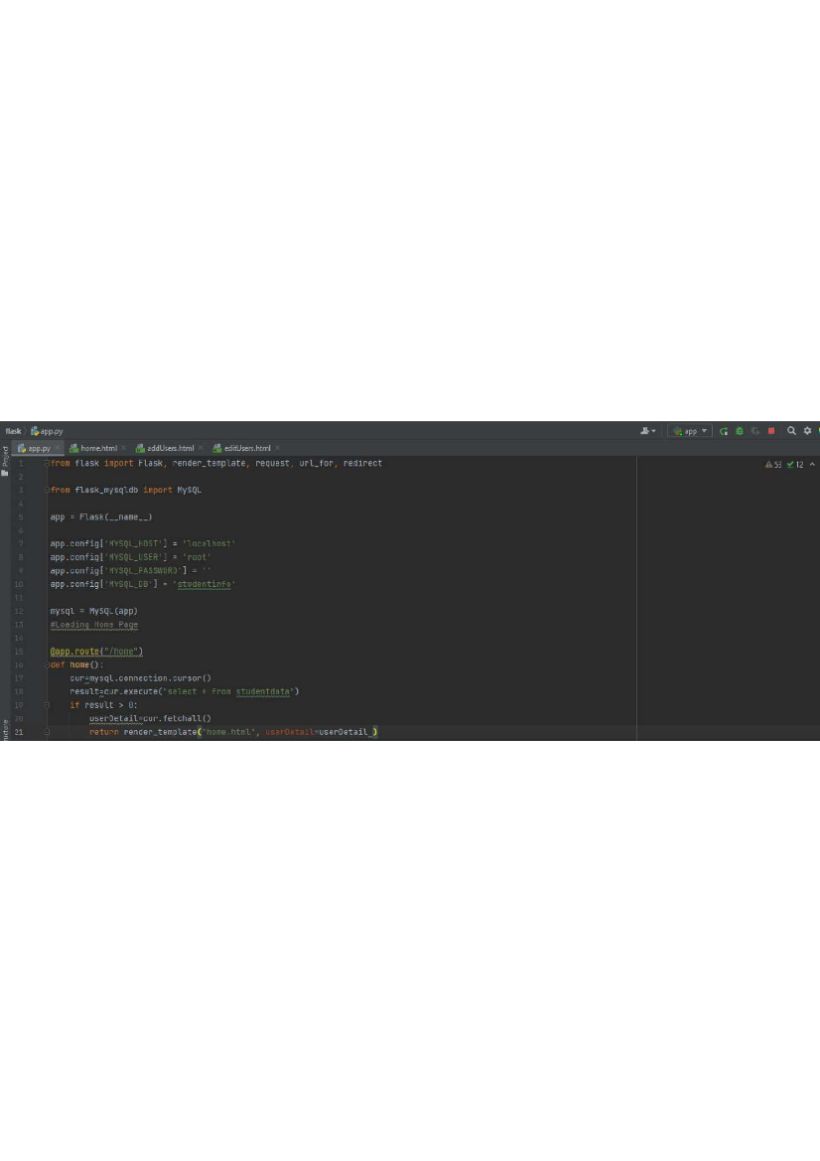 flask app.py
app
Project
app.py home.html addUsers.html editUsers.html
1 from flask import Flask, render_template, request, url_for, redirect
53 12
2
3 from flask_mysqldb import MySQL
4
5 app = Flask(__name__)
6
7 app.config['MYSQL_HOST'] = 'localhost'
8 app.config['MYSQL_USER'] = 'root'
9 app.config['MYSQL_PASSWORD'] = ''
10 app.config['MYSQL_DB'] = 'studentinfo'
11
12 mysql = MySQL(app)
13 #Loading Home Page
14
15 @app.route("/home")
16 def home():
17 cur=mysql.connection.cursor()
18 result=cur.execute('select * from studentdata')
19 if result > 0:
20 userDetail=cur.fetchall()
21 return render_template("home.html", userDetail=userDetail )